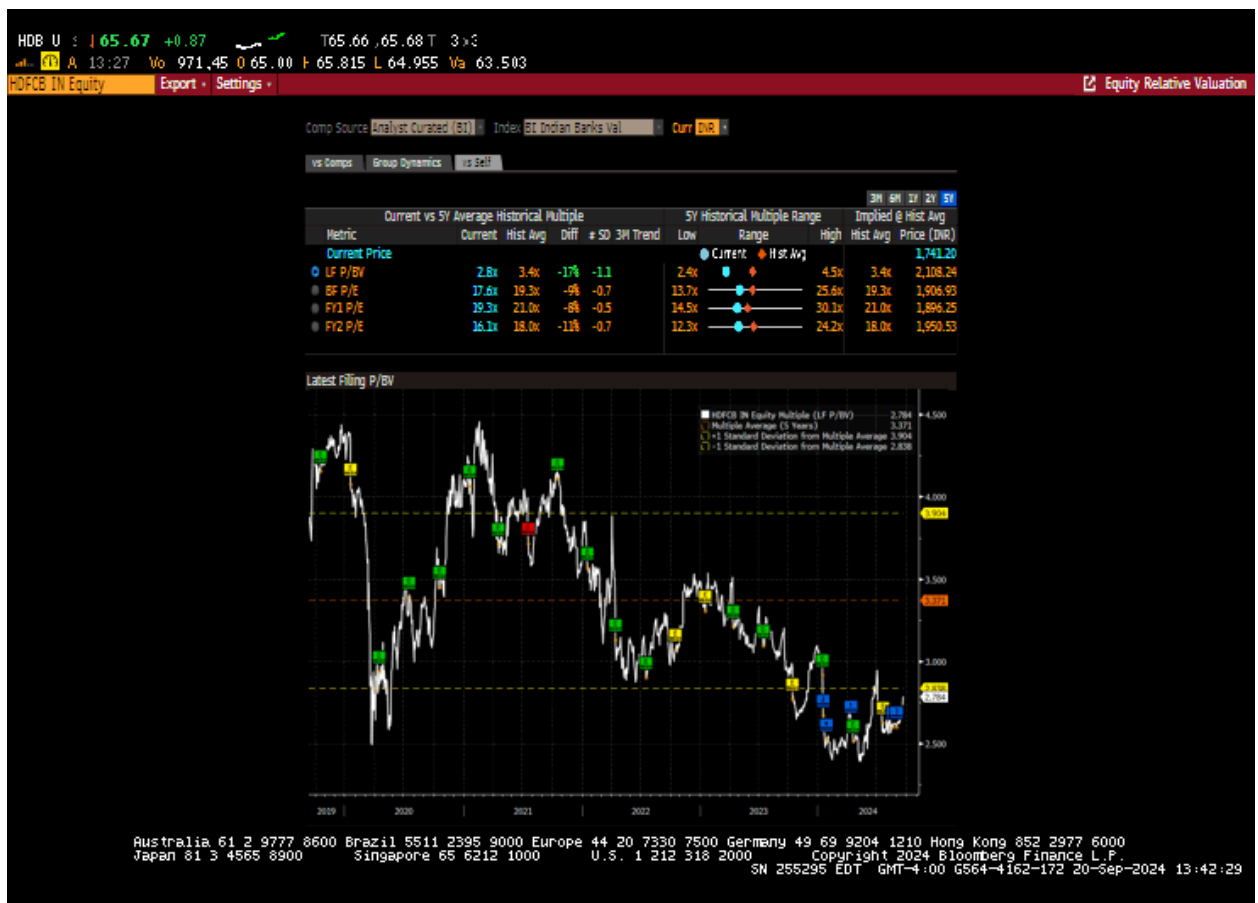 HDB U 65.67 +0.87 T65.66 ,65.68 T
A 13:27 Vo 971,45 O 65.00 65.815 L 64.955 Va 63.503
HDFCB IN Equity Export Settings Equity Relative Valuation
Comp Source Analyst Curated (BI) Index BI Indian Banks Val Curr INR
vs Comps Group Dynamics vs Self
3M 6M 1Y 2Y 5Y
Current vs 5Y Average Historical Multiple 5Y Historical Multiple Range Implied @ Hist Avg
Metric Current Hist Avg Diff # SD 3M Trend Low Range High Hist Avg Price (INR)
Current Price Current Hist Avg 1,741.20
LF P/BV 2.8x 3.4x -17% -1.1 2.4x 4.5x 3.4x 2,108.24
BF P/E 17.6x 19.3x -9% -0.7 13.7x 25.6x 19.3x 1,906.93
FY1 P/E 19.3x 21.0x -8% -0.5 14.5x 30.1x 21.0x 1,896.25
FY2 P/E 16.1x 18.0x -11% -0.7 12.3x 24.2x 18.0x 1,950.53
Latest Filing P/BV
HDFCB IN Equity Multiple (LF P/BV) 2.784
Multiple Average (5 Years) 3.371
+1 Standard Deviation from Multiple Average 3.904
-1 Standard Deviation from Multiple Average 2.838
4.500
4.000
3.904
3.500
3.371
3.000
2.838
2.784
2.500
2019 2020 2021 2022 2023 2024
Australia 61 2 9777 8600 Brazil 5511 2395 9000 Europe 44 20 7330 7500 Germany 49 69 9204 1210 Hong Kong 852 2977 6000
Japan 81 3 4565 8900 Singapore 65 6212 1000 U.S. 1 212 318 2000 Copyright 2024 Bloomberg Finance L.P.
SN 255295 EDT GMT-4:00 G564-4162-172 20-Sep-2024 13:42:29